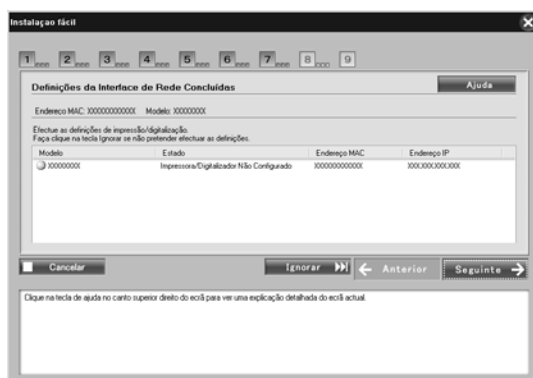 Instalaçao fácil
1 2 3 4 5 6 7 8 9
Definições da Interface de Rede Concluídas
Ajuda
Endereço MAC: XXXXXXXXXXXX Modelo: XXXXXXXX
Efectue as definições de impressão/digitalização.
Faça clique na tecla Ignorar se não pretender efectuar as definições.
Modelo Estado Endereço MAC Endereço IP
XXXXXXXX Impressora/Digitalizador Não Configurado XXXXXXXXXXXX XXX.XXX.XXX.XXX
Cancelar Ignorar Anterior Seguinte
Clique na tecla de ajuda no canto superior direito do ecrã para ver uma explicação detalhada do ecrã actual.